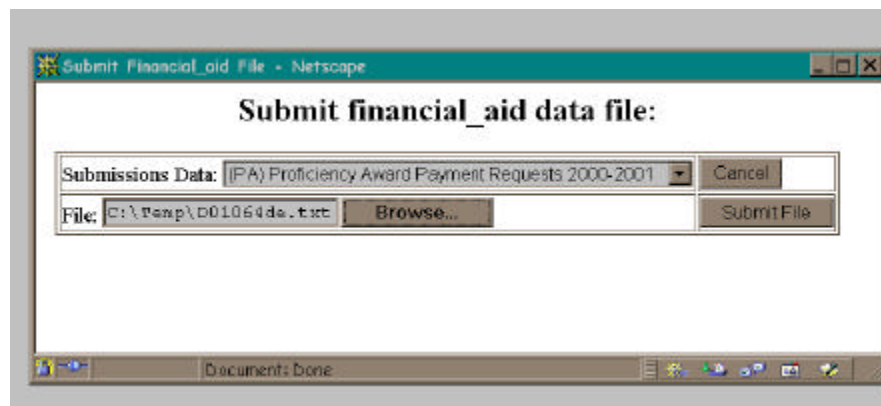 Submit Financial_aid File - Netscape
Submit financial_aid data file:
Submissions Data: (PA) Proficiency Award Payment Requests 2000-2001 Cancel
File: C:\Temp\D01064da.txt Browse... Submit File
Document: Done